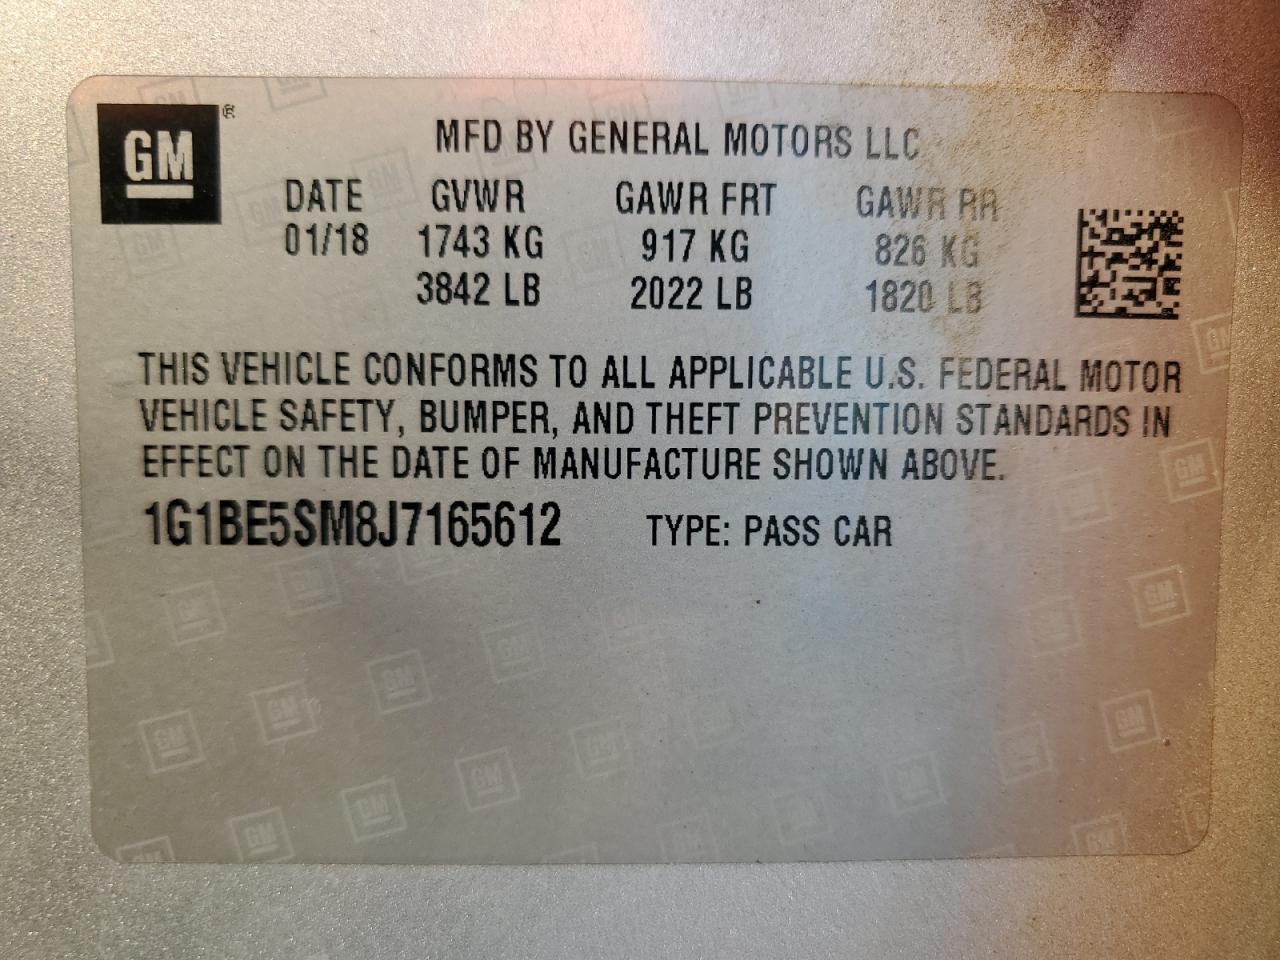 GM ®
MFD BY GENERAL MOTORS LLC
DATE GVWR GAWR FRT GAWR RR
01/18 1743 KG 917 KG 826 KG
3842 LB 2022 LB 1820 LB
THIS VEHICLE CONFORMS TO ALL APPLICABLE U.S. FEDERAL MOTOR
VEHICLE SAFETY, BUMPER, AND THEFT PREVENTION STANDARDS IN
EFFECT ON THE DATE OF MANUFACTURE SHOWN ABOVE.
1G1BE5SM8J7165612 TYPE: PASS CAR